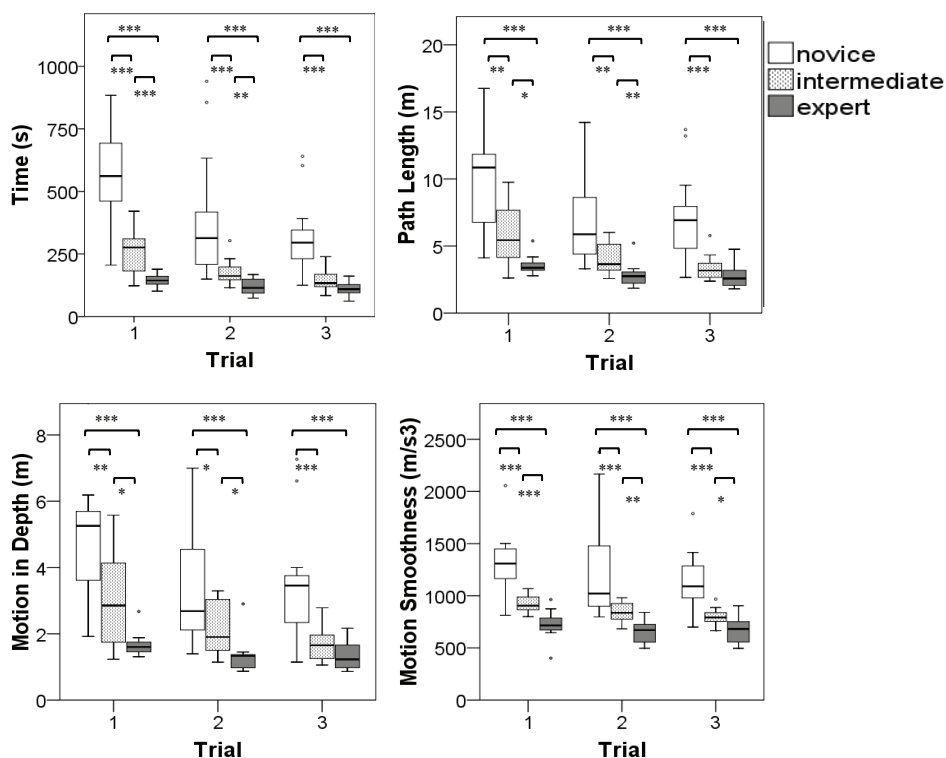 *** *** ***
*** *** ***
*** **
1000
750
500
250
0
Time (s)
1 2 3
Trial
*** *** ***
** ** ***
* **
20
15
10
5
0
Path Length (m)
1 2 3
Trial
novice
intermediate
expert
*** *** ***
** * ***
* *
8
6
4
2
0
Motion in Depth (m)
1 2 3
Trial
*** *** ***
*** *** ***
*** ** *
2500
2000
1500
1000
500
0
Motion Smoothness (m/s3)
1 2 3
Trial